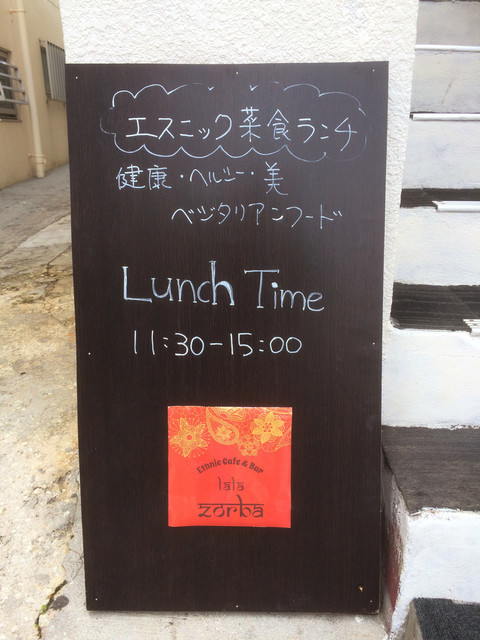 エスニック菜食ランチ
健康・ヘルシー・美
ベジタリアンフード
Lunch Time
11:30-15:00
Ethnic Cafe & Bar
lala
zorba